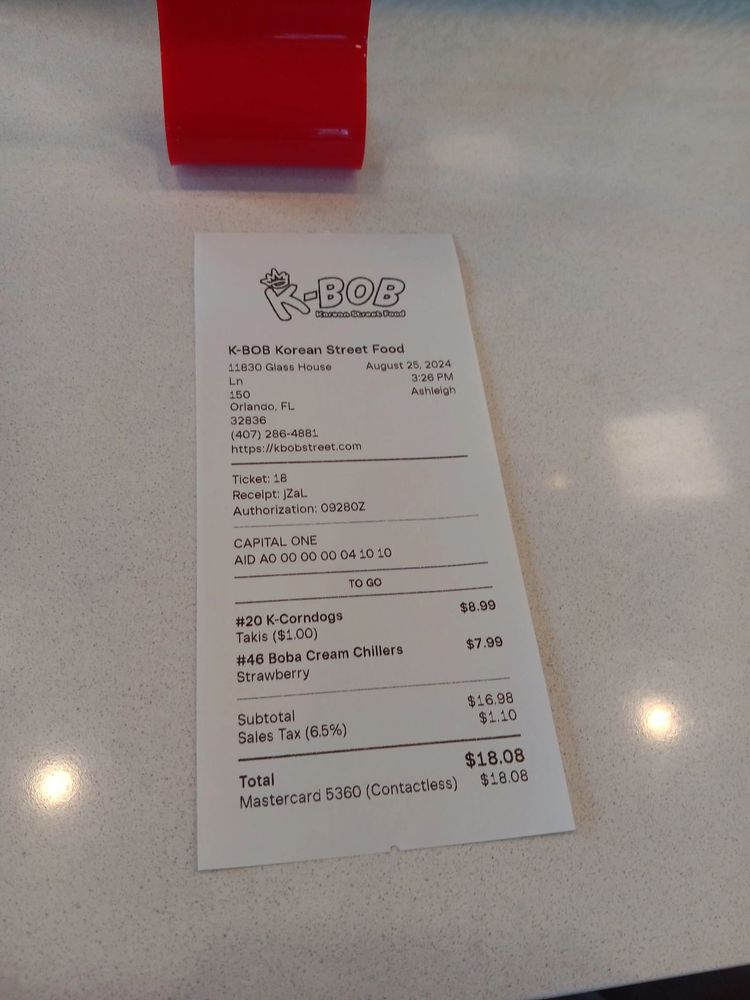 K-BOB
Korean Street Food
K-BOB Korean Street Food
11830 Glass House August 25, 2024
Ln 3:26 PM
150 Ashleigh
Orlando, FL
32836
(407) 286-4881
https://kbobstreet.com
Ticket: 18
Receipt: jZaL
Authorization: 09280Z
CAPITAL ONE
AID A0 00 00 00 04 10 10
TO GO
#20 K-Corndogs $8.99
Takis ($1.00)
#46 Boba Cream Chillers $7.99
Strawberry
Subtotal $16.98
Sales Tax (6.5%) $1.10
Total $18.08
Mastercard 5360 (Contactless) $18.08